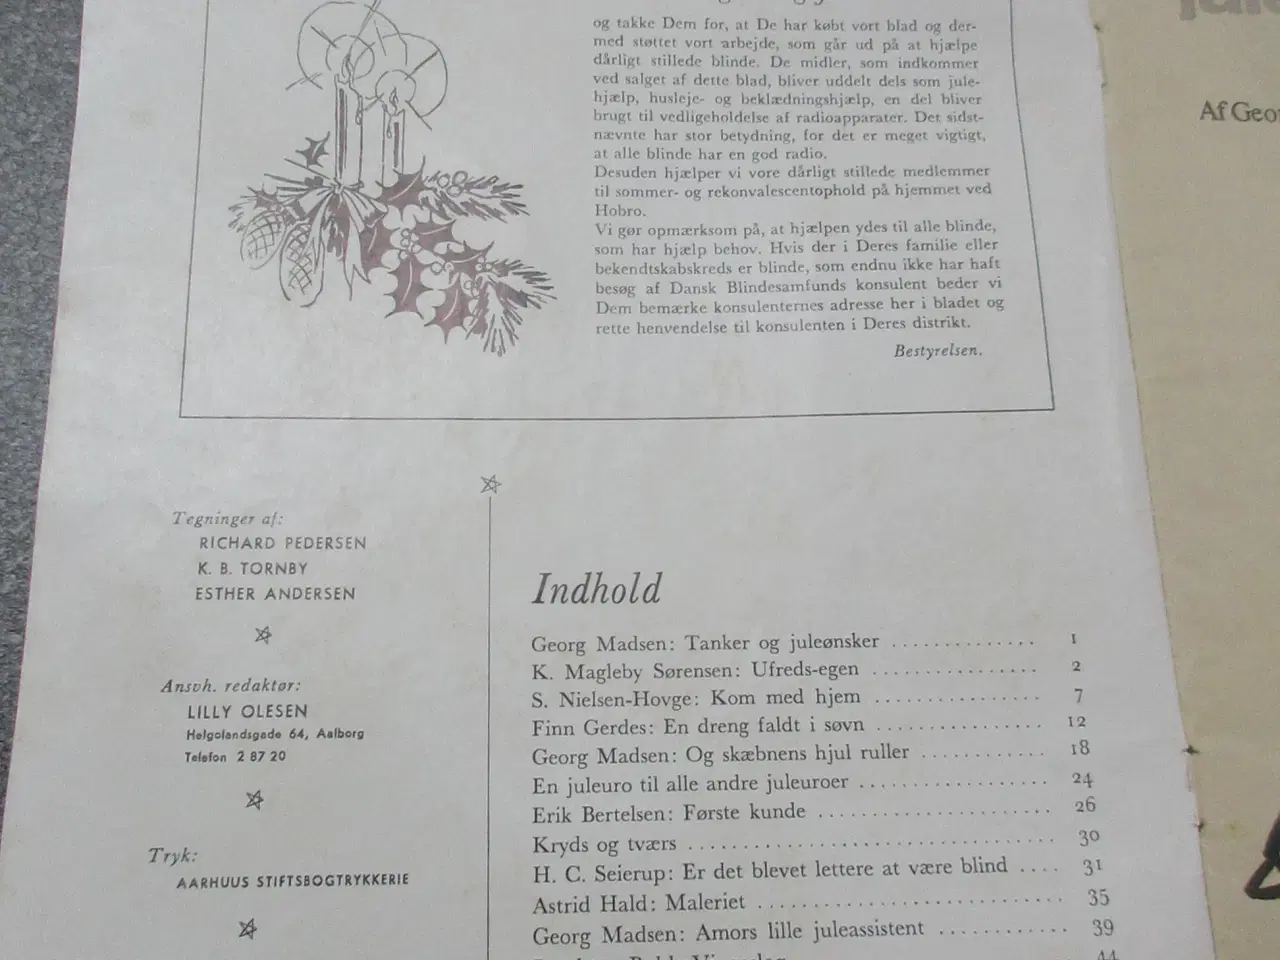 og takke Dem for, at De har købt vort blad og der-
med støttet vort arbejde, som går ud på at hjælpe
dårligt stillede blinde. De midler, som indkommer
ved salget af dette blad, bliver uddelt dels som jule-
hjælp, husleje- og beklædningshjælp, en del bliver
brugt til vedligeholdelse af radioapparater. Det sidst-
nævnte har stor betydning, for det er meget vigtigt,
at alle blinde har en god radio.
Desuden hjælper vi vore dårligt stillede medlemmer
til sommer- og rekonvalescentophold på hjemmet ved
Hobro.
Vi gør opmærksom på, at hjælpen ydes til alle blinde,
som har hjælp behov. Hvis der i Deres familie eller
bekendtskabskreds er blinde, som endnu ikke har haft
besøg af Dansk Blindesamfunds konsulent beder vi
Dem bemærke konsulenternes adresse her i bladet og
rette henvendelse til konsulenten i Deres distrikt.
Bestyrelsen.
Tegninger af:
RICHARD PEDERSEN
K. B. TORNBY
ESTHER ANDERSEN
Ansvh. redaktør:
LILLY OLESEN
Helgolandsgade 64, Aalborg
Telefon 2 87 20
Tryk:
AARHUUS STIFTSBOGTRYKKERIE
Indhold
Georg Madsen: Tanker og juleønsker .............. 1
K. Magleby Sørensen: Ufreds-egen ................ 2
S. Nielsen-Hovge: Kom med hjem ................ 7
Finn Gerdes: En dreng faldt i søvn ................ 12
Georg Madsen: Og skæbnens hjul ruller ............ 18
En juleuro til alle andre juleuroer .................. 24
Erik Bertelsen: Første kunde ...................... 26
Kryds og tværs .................................. 30
H. C. Seierup: Er det blevet lettere at være blind .... 31
Astrid Hald: Maleriet ............................ 35
Georg Madsen: Amors lille juleassistent ............ 39
44
Af Geo